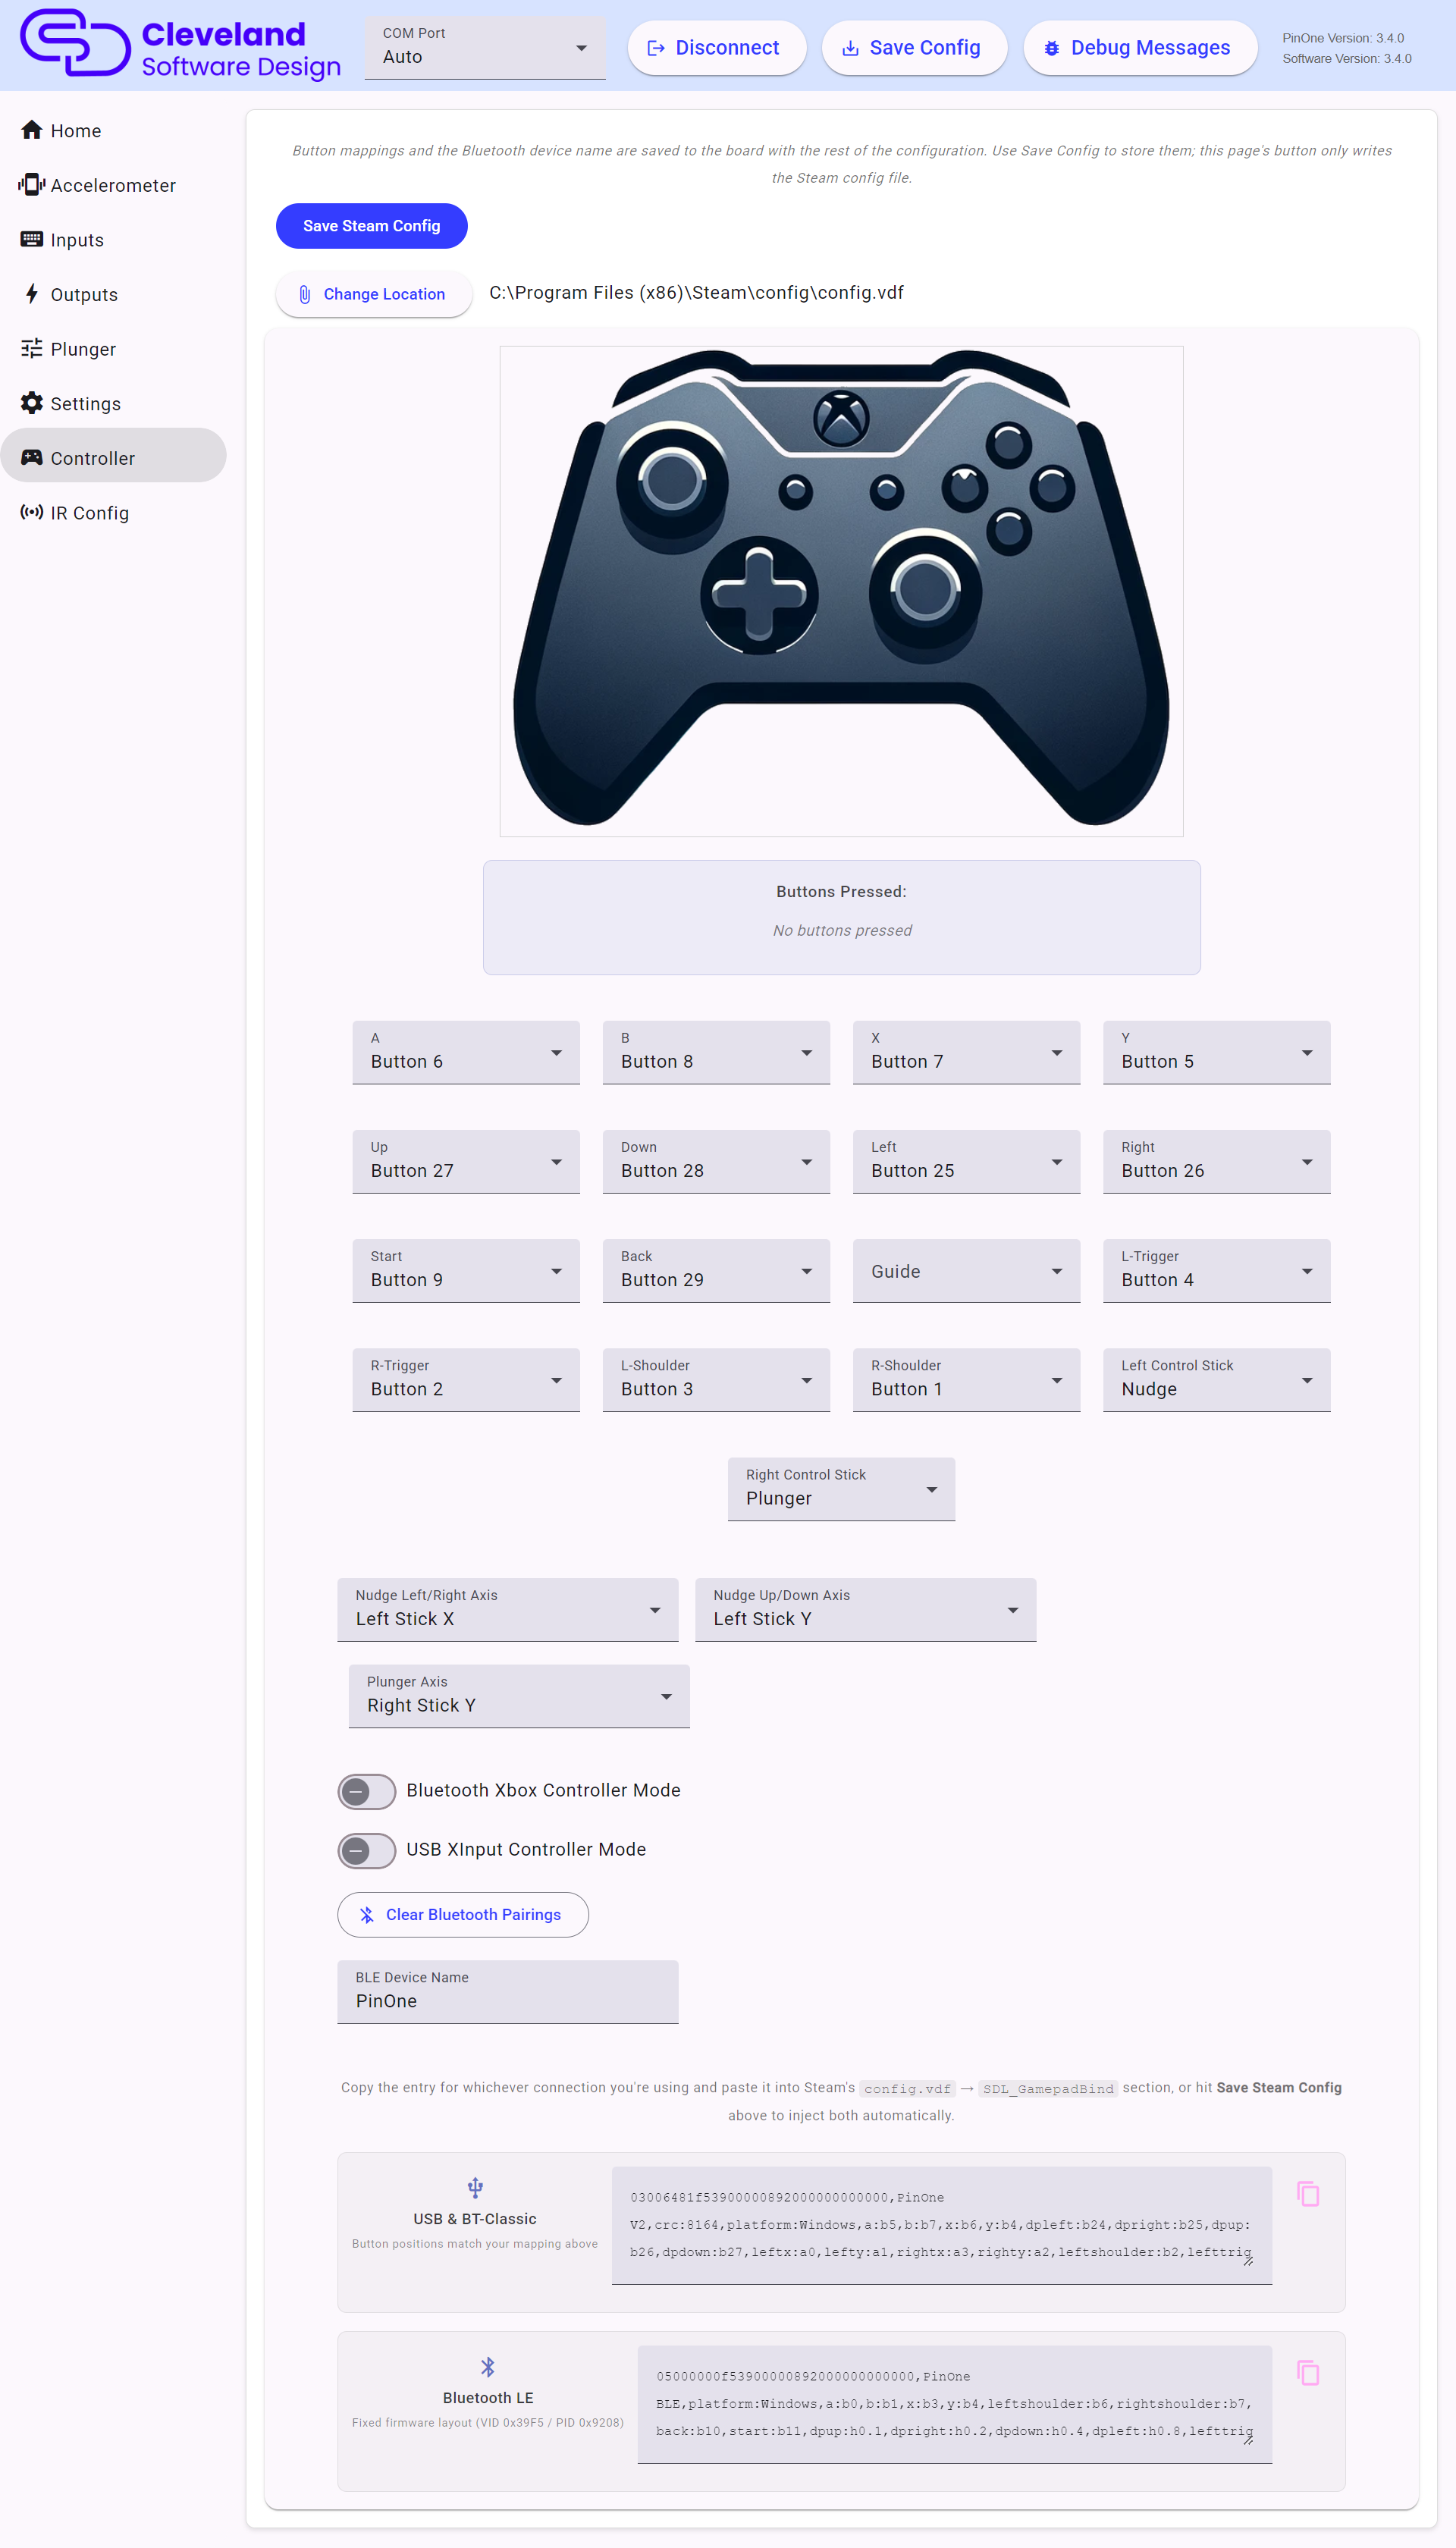 Cleveland
Software Design
COM Port
Auto
Disconnect
Save Config
Debug Messages
PinOne Version: 3.4.0
Software Version: 3.4.0
Home
Accelerometer
Inputs
Outputs
Plunger
Settings
Controller
IR Config
Button mappings and the Bluetooth device name are saved to the board with the rest of the configuration. Use Save Config to store them; this page's button only writes
the Steam config file.
Save Steam Config
Change Location
C:\Program Files (x86)\Steam\config\config.vdf
Buttons Pressed:
No buttons pressed
A
Button 6
B
Button 8
X
Button 7
Y
Button 5
Up
Button 27
Down
Button 28
Left
Button 25
Right
Button 26
Start
Button 9
Back
Button 29
Guide
L-Trigger
Button 4
R-Trigger
Button 2
L-Shoulder
Button 3
R-Shoulder
Button 1
Left Control Stick
Nudge
Right Control Stick
Plunger
Nudge Left/Right Axis
Left Stick X
Nudge Up/Down Axis
Left Stick Y
Plunger Axis
Right Stick Y
Bluetooth Xbox Controller Mode
USB XInput Controller Mode
Clear Bluetooth Pairings
BLE Device Name
PinOne
Copy the entry for whichever connection you're using and paste it into Steam's config.vdf → SDL_GamepadBind section, or hit Save Steam Config
above to inject both automatically.
USB & BT-Classic
Button positions match your mapping above
03006481f53900000892000000000000,PinOne
V2,crc:8164,platform:Windows,a:b5,b:b7,x:b6,y:b4,dpleft:b24,dpright:b25,dpup:
b26,dpdown:b27,leftx:a0,lefty:a1,rightx:a3,righty:a2,leftshoulder:b2,lefttrig
Bluetooth LE
Fixed firmware layout (VID 0x39F5 / PID 0x9208)
05000000f53900000892000000000000,PinOne
BLE,platform:Windows,a:b0,b:b1,x:b3,y:b4,leftshoulder:b6,rightshoulder:b7,
back:b10,start:b11,dpup:h0.1,dpright:h0.2,dpdown:h0.4,dpleft:h0.8,lefttrig